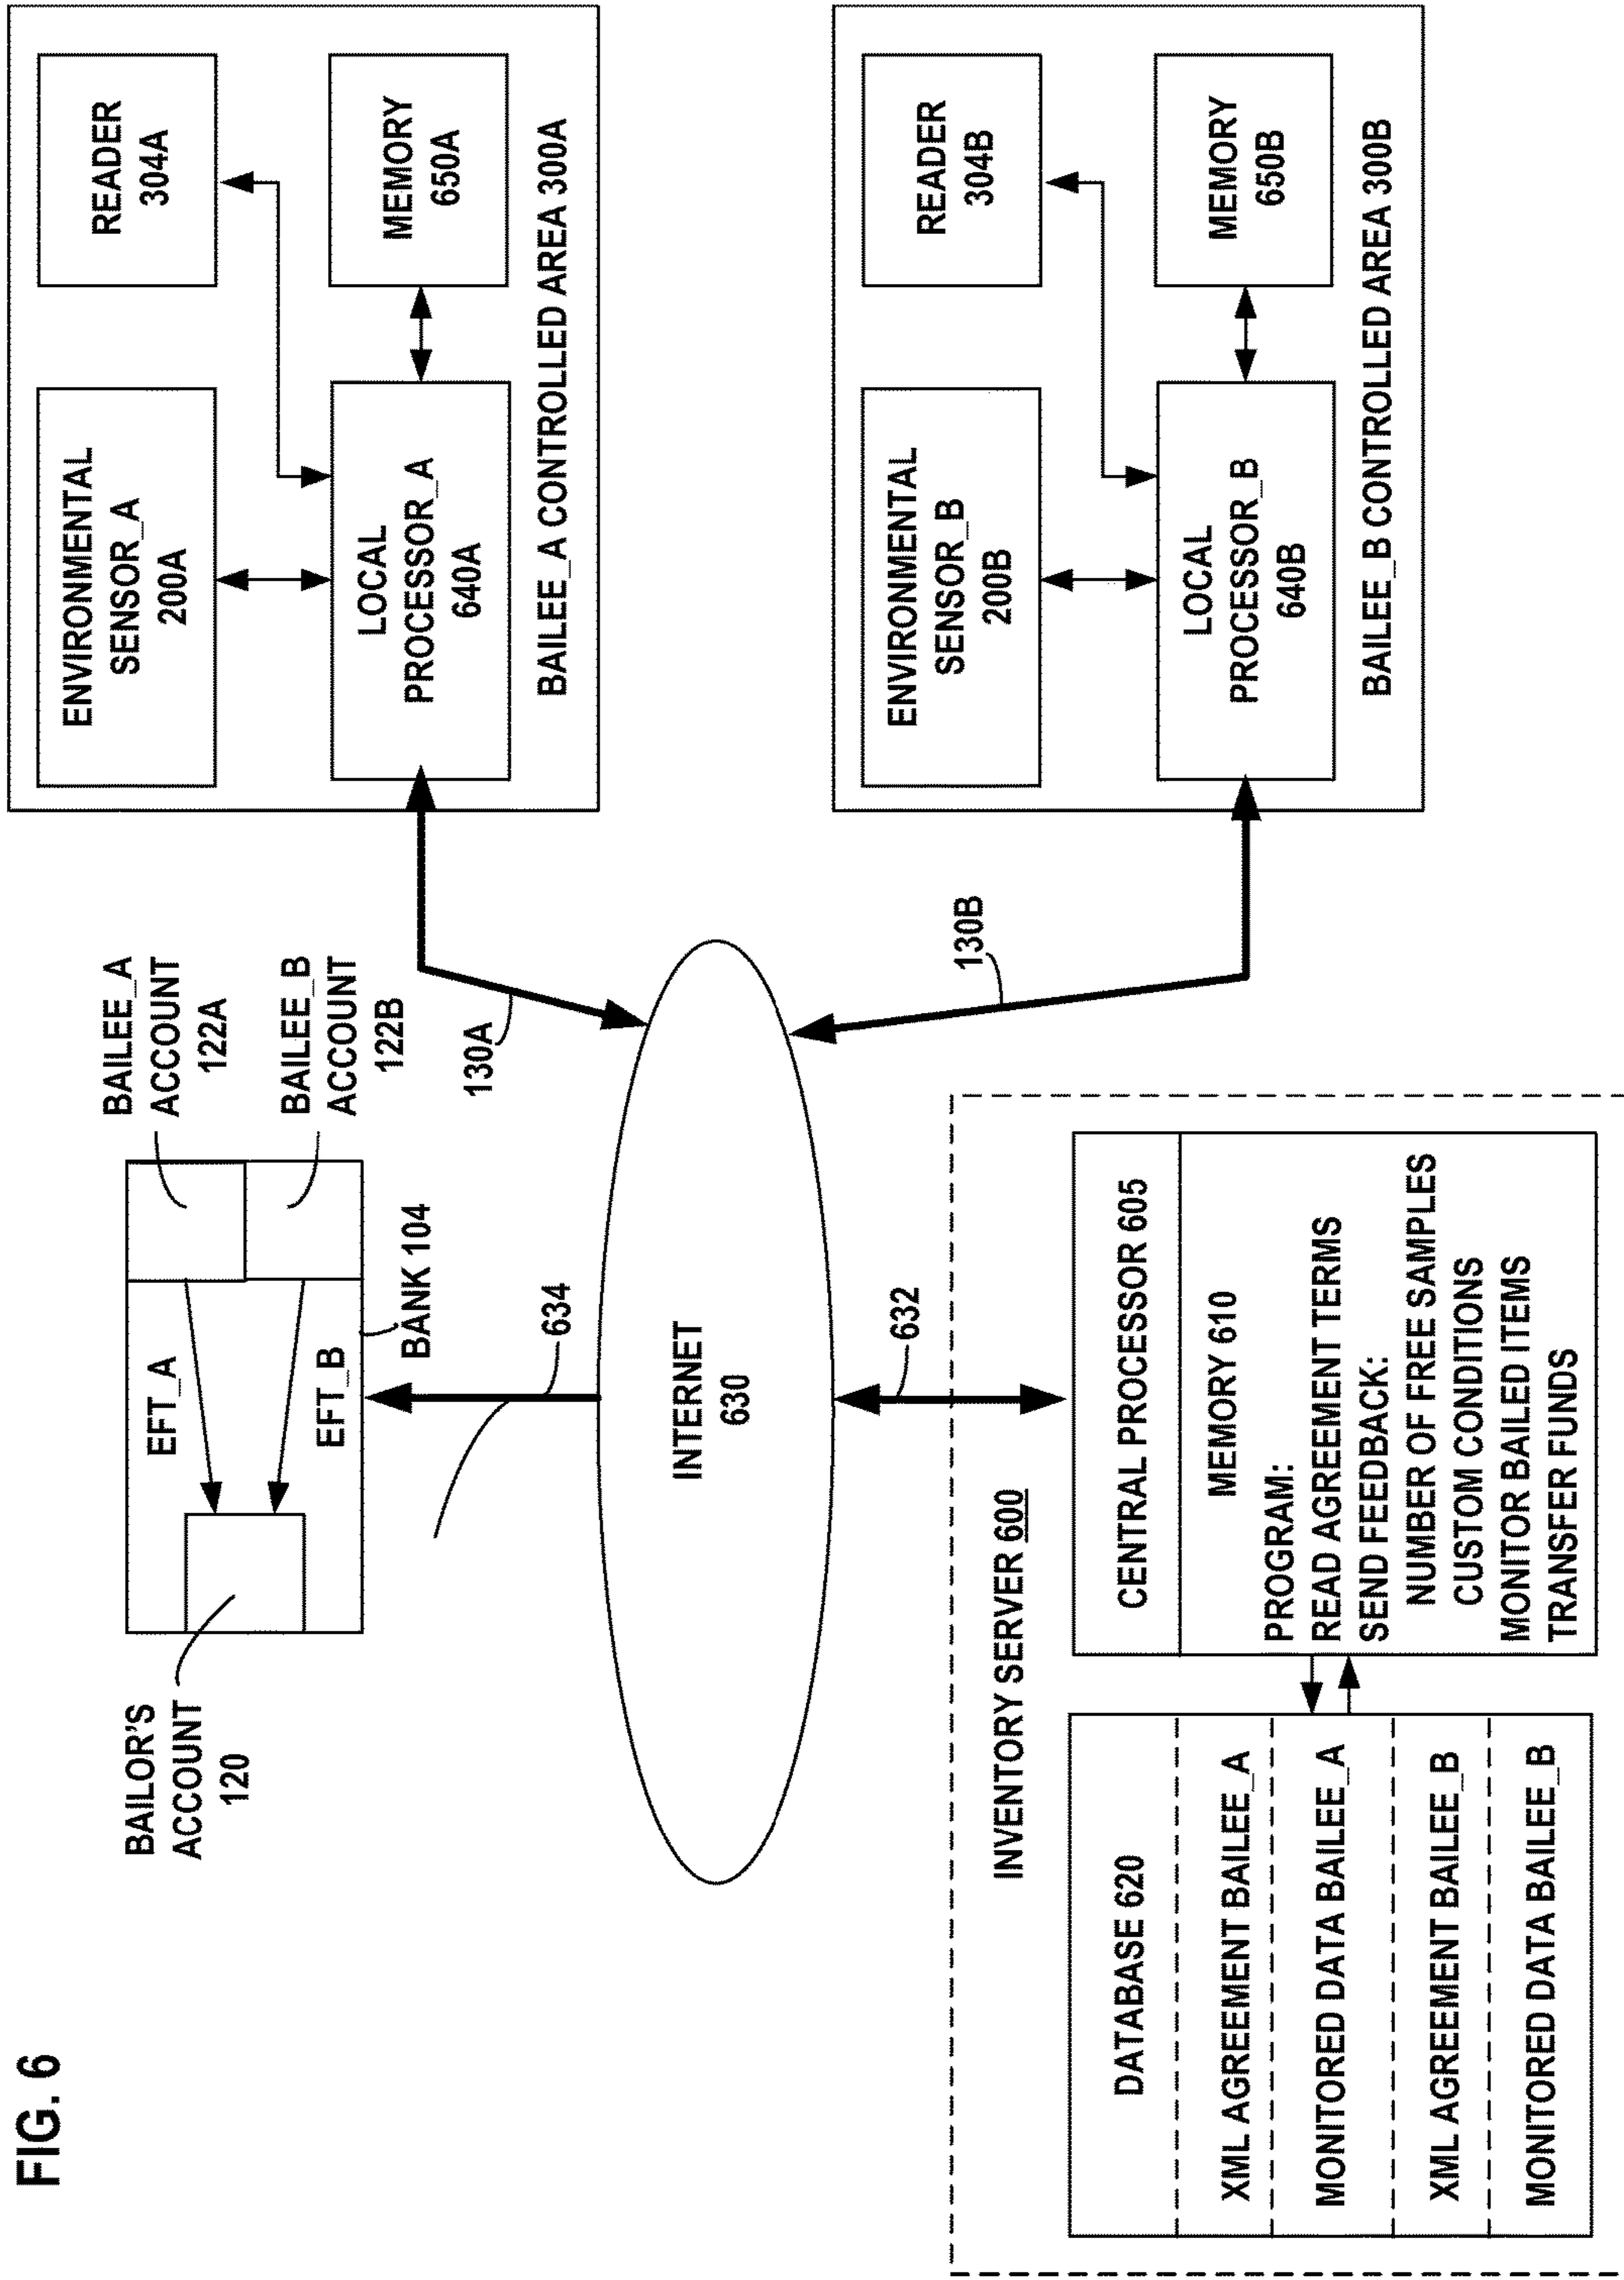 FIG. 6
BAILOR'S
ACCOUNT
120
EFT_A
EFT_B
BAILEE_A
ACCOUNT
122A
BAILEE_B
ACCOUNT
122B
BANK 104
634
130A
INTERNET
630
130B
632
ENVIRONMENTAL
SENSOR_A
200A
READER
304A
LOCAL
PROCESSOR_A
640A
MEMORY
650A
BAILEE_A CONTROLLED AREA 300A
ENVIRONMENTAL
SENSOR_B
200B
READER
304B
LOCAL
PROCESSOR_B
640B
MEMORY
650B
BAILEE_B CONTROLLED AREA 300B
INVENTORY SERVER 600
DATABASE 620
XML AGREEMENT BAILEE_A
MONITORED DATA BAILEE_A
XML AGREEMENT BAILEE_B
MONITORED DATA BAILEE_B
CENTRAL PROCESSOR 605
MEMORY 610
PROGRAM:
READ AGREEMENT TERMS
SEND FEEDBACK:
NUMBER OF FREE SAMPLES
CUSTOM CONDITIONS
MONITOR BAILED ITEMS
TRANSFER FUNDS